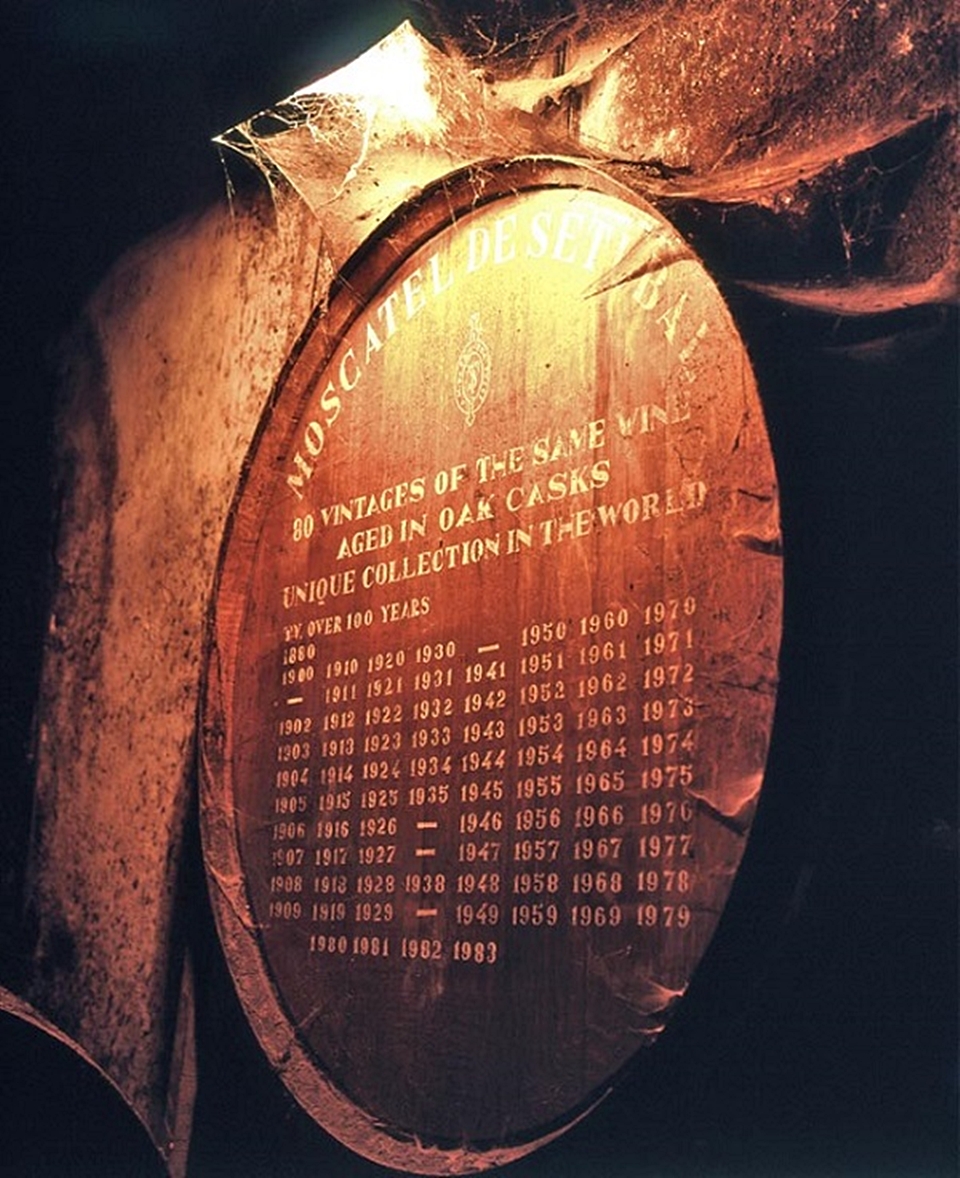 MOSCATEL DE SETÚBAL
80 VINTAGES OF THE SAME WINE
AGED IN OAK CASKS
UNIQUE COLLECTION IN THE WORLD
OVER 100 YEARS
1880
1900 1910 1920 1930 — 1950 1960 1970
— 1911 1921 1931 1941 1951 1961 1971
1902 1912 1922 1932 1942 1952 1962 1972
1903 1913 1923 1933 1943 1953 1963 1973
1904 1914 1924 1934 1944 1954 1964 1974
1905 1915 1925 1935 1945 1955 1965 1975
1906 1916 1926 — 1946 1956 1966 1976
1907 1917 1927 — 1947 1957 1967 1977
1908 1918 1928 1938 1948 1958 1968 1978
1909 1919 1929 — 1949 1959 1969 1979
1980 1981 1982 1983